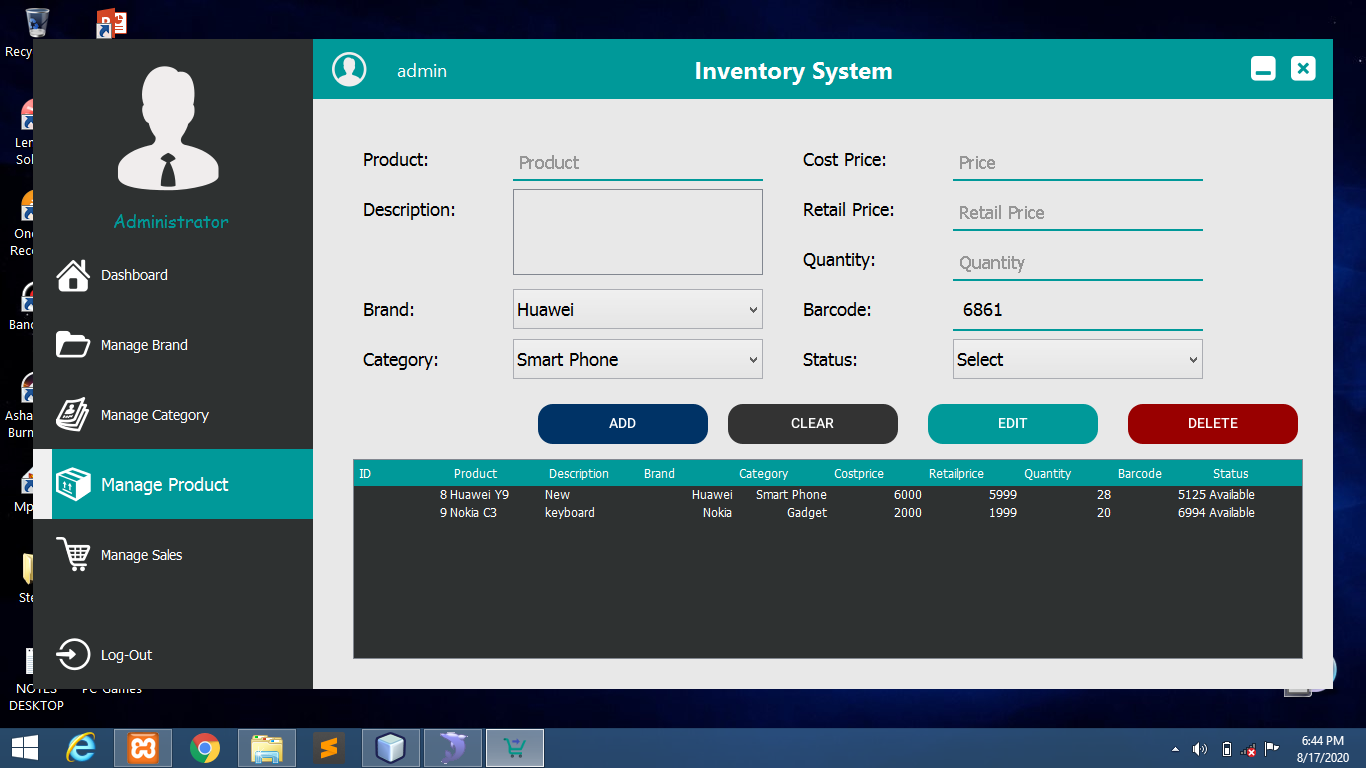 Recy
admin
Inventory System
Administrator
Dashboard
Manage Brand
Manage Category
Manage Product
Manage Sales
Log-Out
Product:
Product
Cost Price:
Price
Description:
Retail Price:
Retail Price
Quantity:
Quantity
Brand:
Huawei
Barcode:
6861
Category:
Smart Phone
Status:
Select
ADD
CLEAR
EDIT
DELETE
ID Product Description Brand Category Costprice Retailprice Quantity Barcode Status
8 Huawei Y9 New Huawei Smart Phone 6000 5999 28 5125 Available
9 Nokia C3 keyboard Nokia Gadget 2000 1999 20 6994 Available
Len
Sol
One
Rece
Banc
Asha
Burn
Mp
Ste
NOTES
DESKTOP
PC Games
6:44 PM
8/17/2020